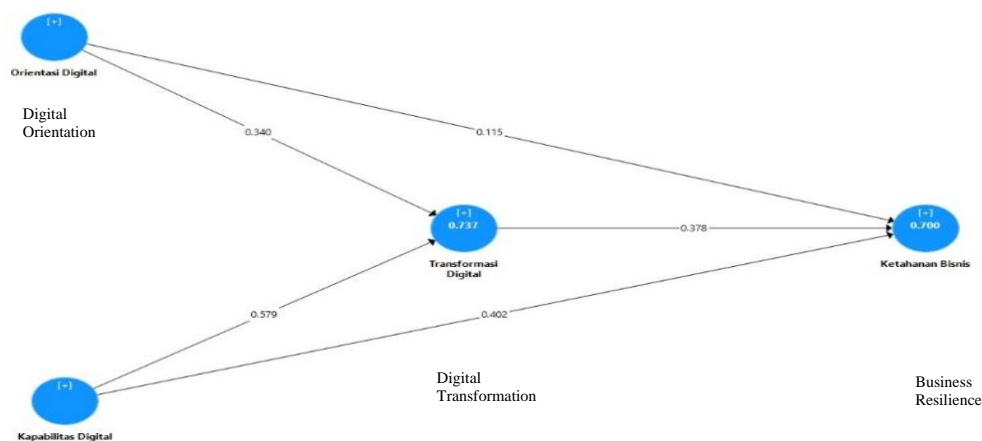 [+]
Orientasi Digital
Digital
Orientation
0.340
0.115
[+]
0.737
Transformasi
Digital
0.378
[+]
0.700
Ketahanan Bisnis
0.579
0.402
Digital
Transformation
Business
Resilience
[+]
Kapabilitas Digital